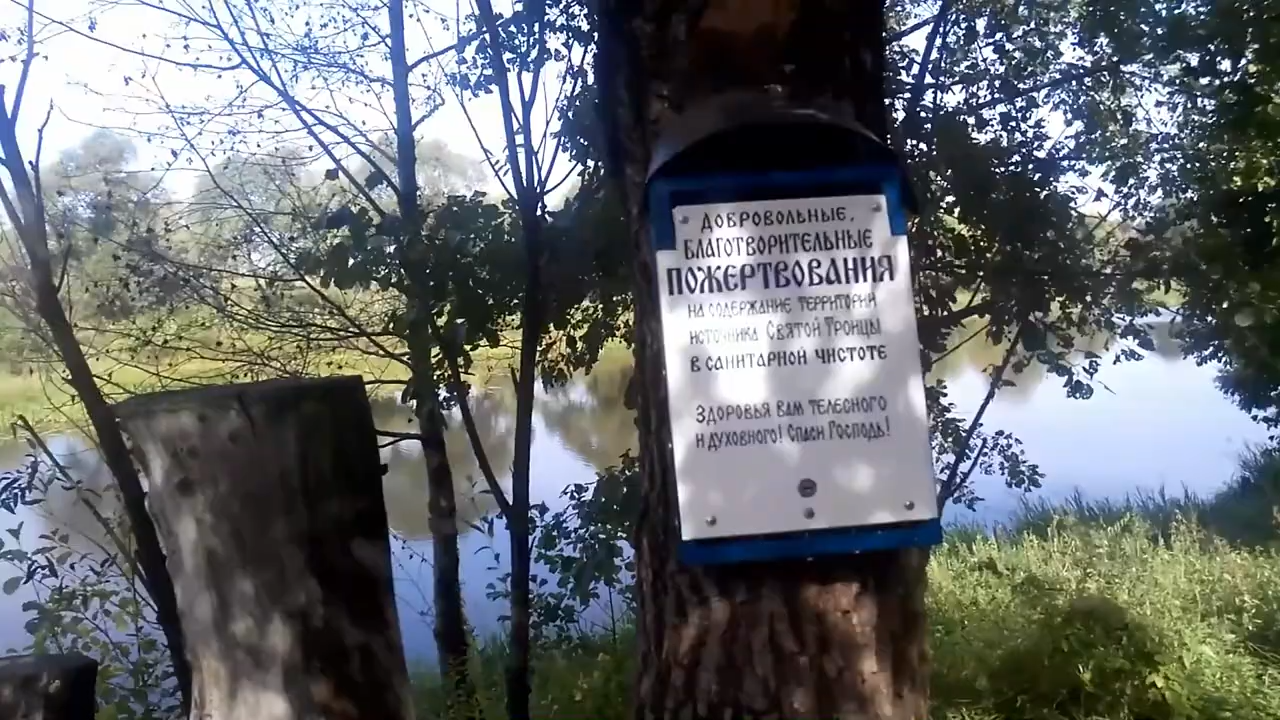 ДОБРОВОЛЬНЫЕ,
БЛАГОТВОРИТЕЛЬНЫЕ
ПОЖЕРТВОВАНИЯ
НА СОДЕРЖАНИЕ ТЕРРИТОРИИ
ИСТОЧНИКА СВЯТОЙ ТРОИЦЫ
В САНИТАРНОЙ ЧИСТОТЕ
ЗДОРОВЬЯ ВАМ ТЕЛЕСНОГО
И ДУХОВНОГО! СПАСИ ГОСПОДЬ!